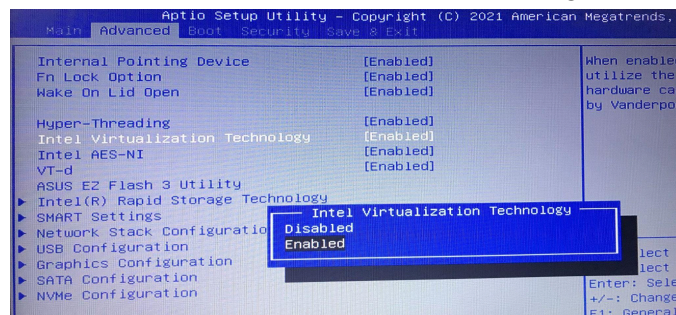 Aptio Setup Utility – Copyright (C) 2021 American Megatrends,
Main Advanced Boot Security Save & Exit
Internal Pointing Device [Enabled]
Fn Lock Option [Enabled]
Wake On Lid Open [Enabled]
Hyper-Threading [Enabled]
Intel Virtualization Technology [Enabled]
Intel AES-NI [Enabled]
VT-d [Enabled]
ASUS EZ Flash 3 Utility
Intel(R) Rapid Storage Technology
SMART Settings
Network Stack Configuratio
USB Configuration
Graphics Configuration
SATA Configuration
NVMe Configuration
Intel Virtualization Technology
Disabled
Enabled
When enable
utilize the
hardware ca
by Vanderpo
lect
lect
Enter: Sele
+/-: Change
F1: General